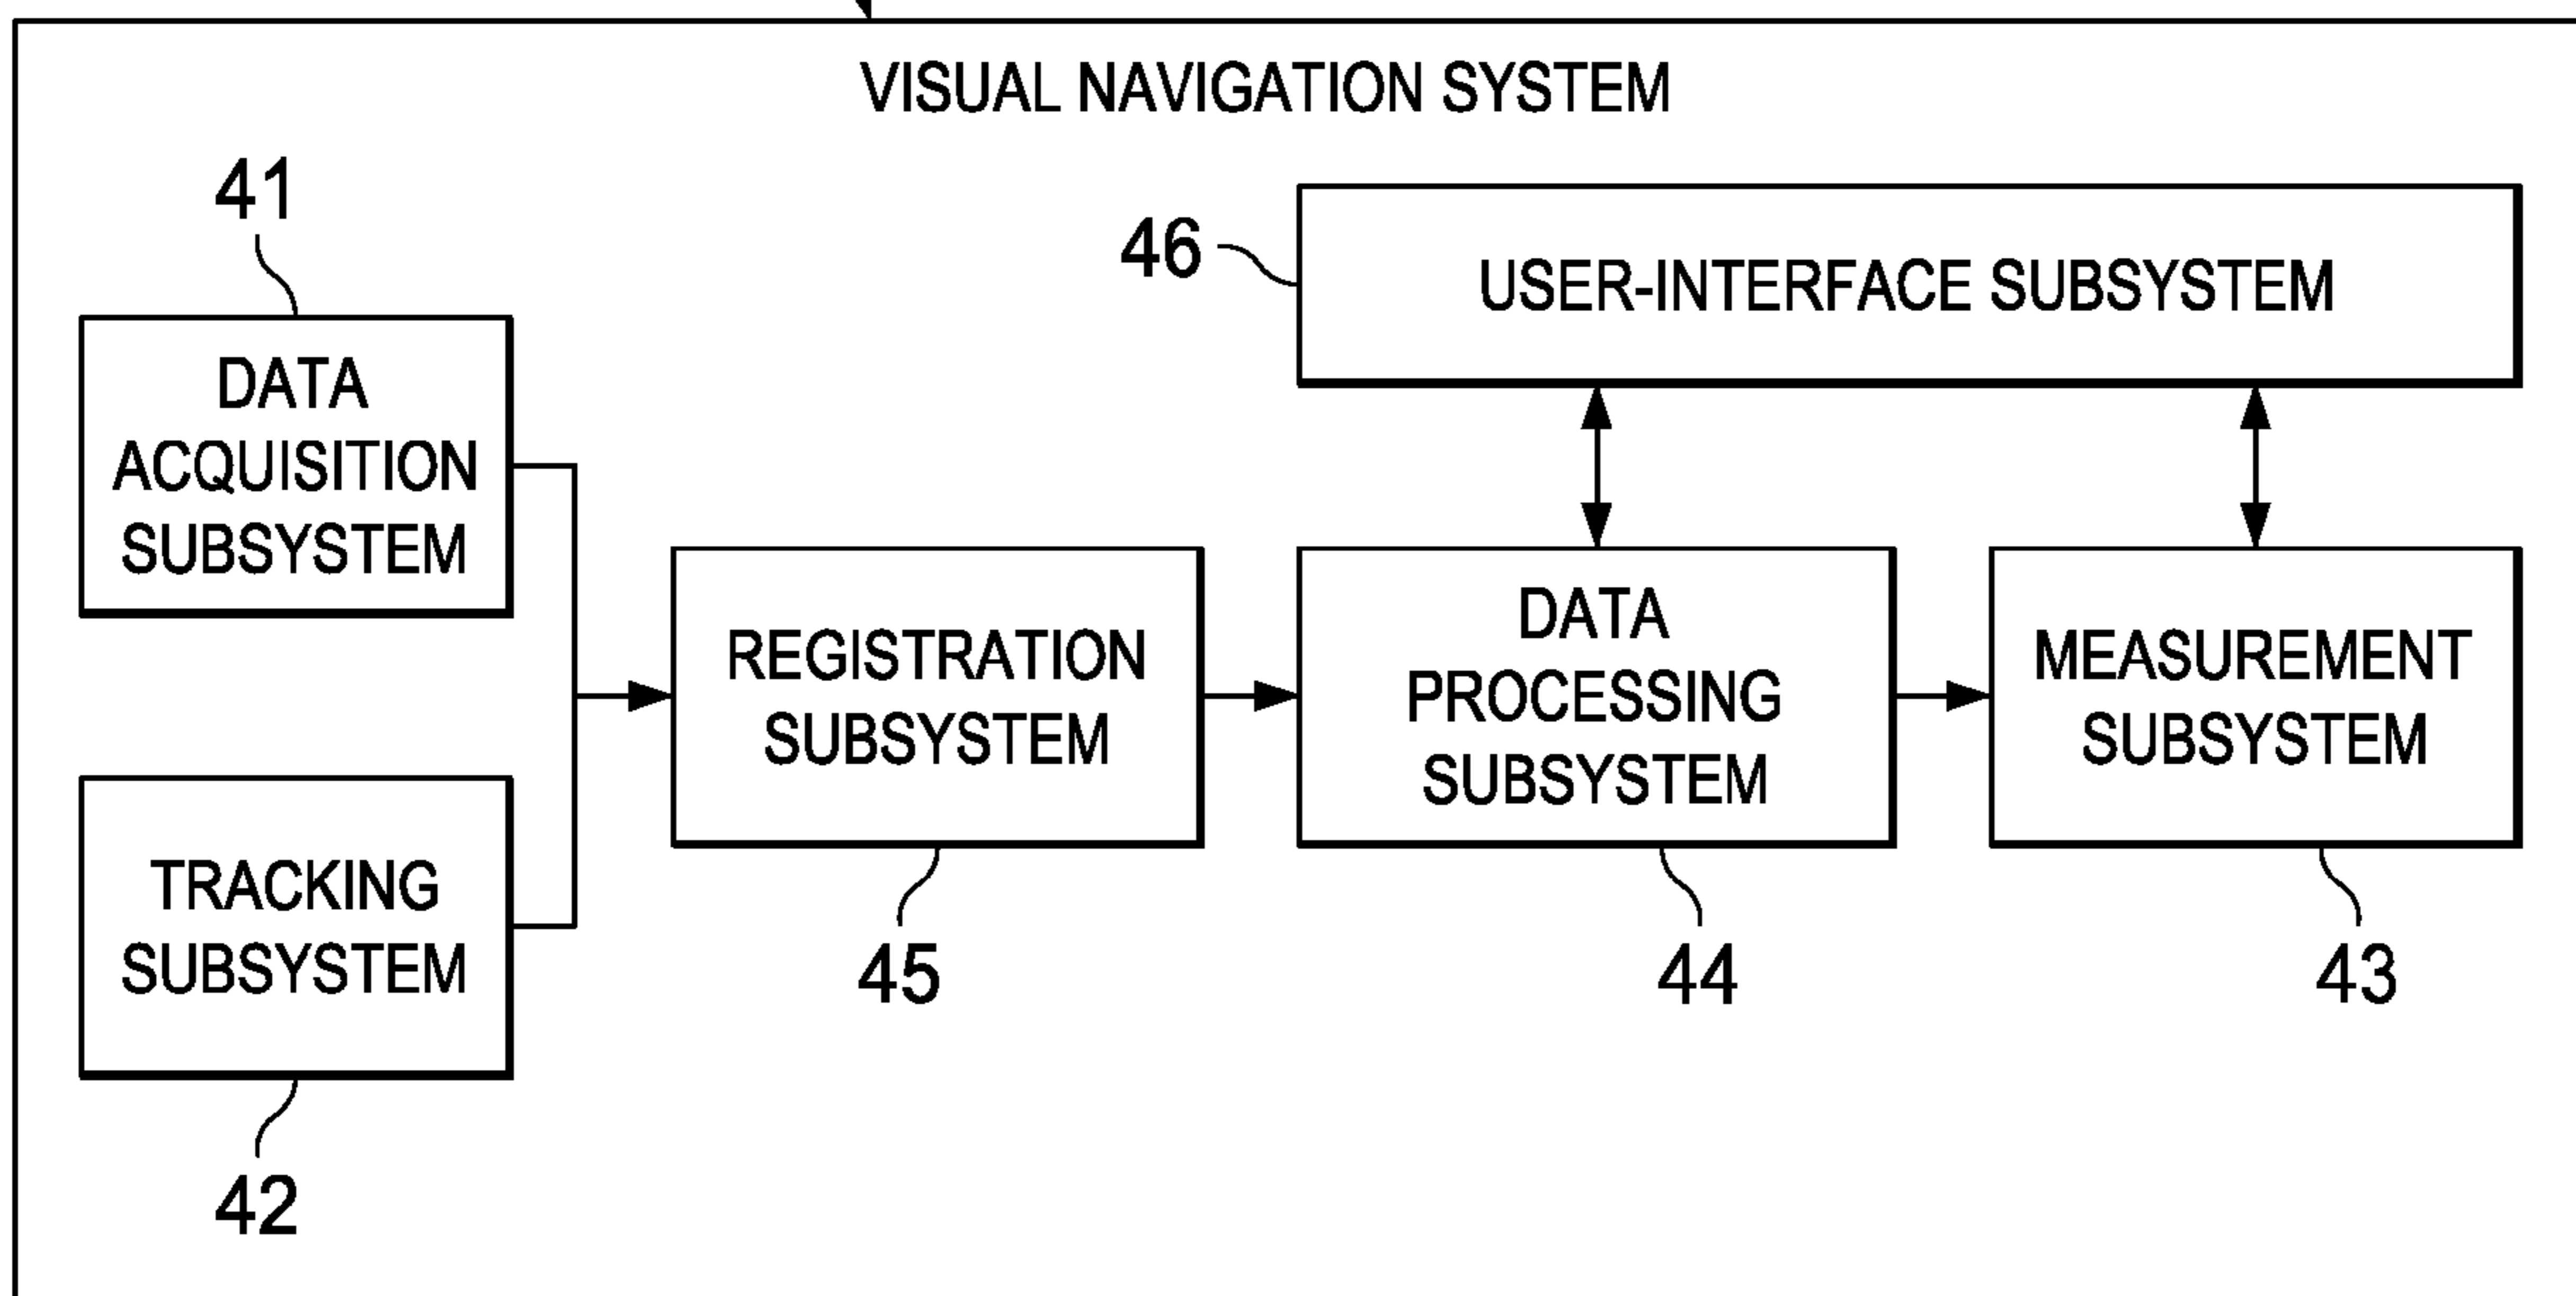 VISUAL NAVIGATION SYSTEM
41
DATA
ACQUISITION
SUBSYSTEM
46
USER-INTERFACE SUBSYSTEM
TRACKING
SUBSYSTEM
42
REGISTRATION
SUBSYSTEM
45
DATA
PROCESSING
SUBSYSTEM
44
MEASUREMENT
SUBSYSTEM
43